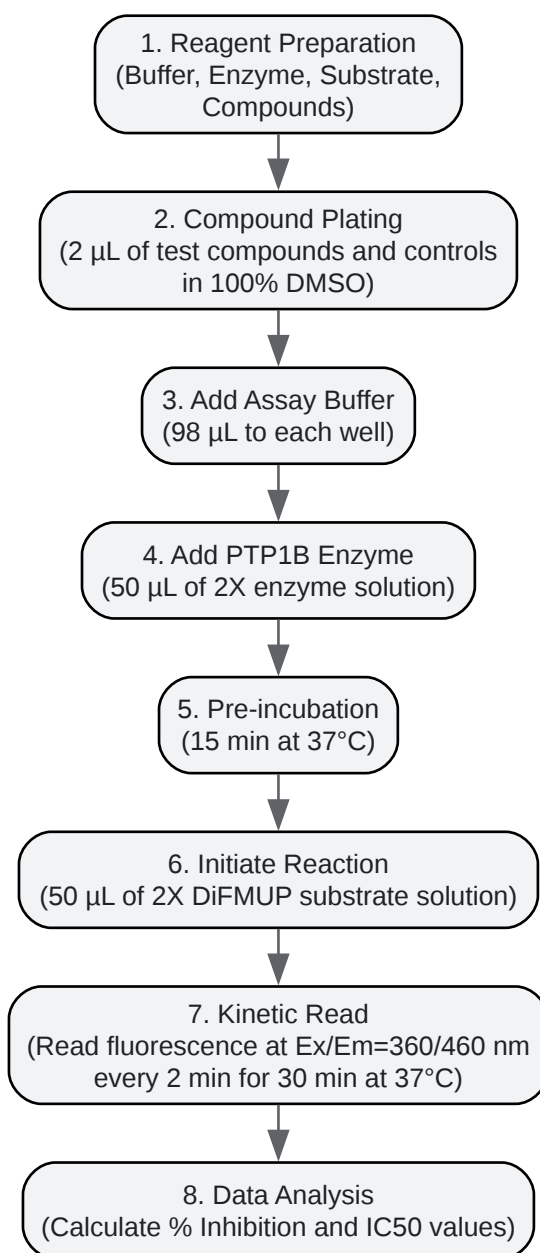 1. Reagent Preparation
(Buffer, Enzyme, Substrate,
Compounds)
2. Compound Plating
(2 µL of test compounds and controls
in 100% DMSO)
3. Add Assay Buffer
(98 µL to each well)
4. Add PTP1B Enzyme
(50 µL of 2X enzyme solution)
5. Pre-incubation
(15 min at 37°C)
6. Initiate Reaction
(50 µL of 2X DiFMUP substrate solution)
7. Kinetic Read
(Read fluorescence at Ex/Em=360/460 nm
every 2 min for 30 min at 37°C)
8. Data Analysis
(Calculate % Inhibition and IC50 values)